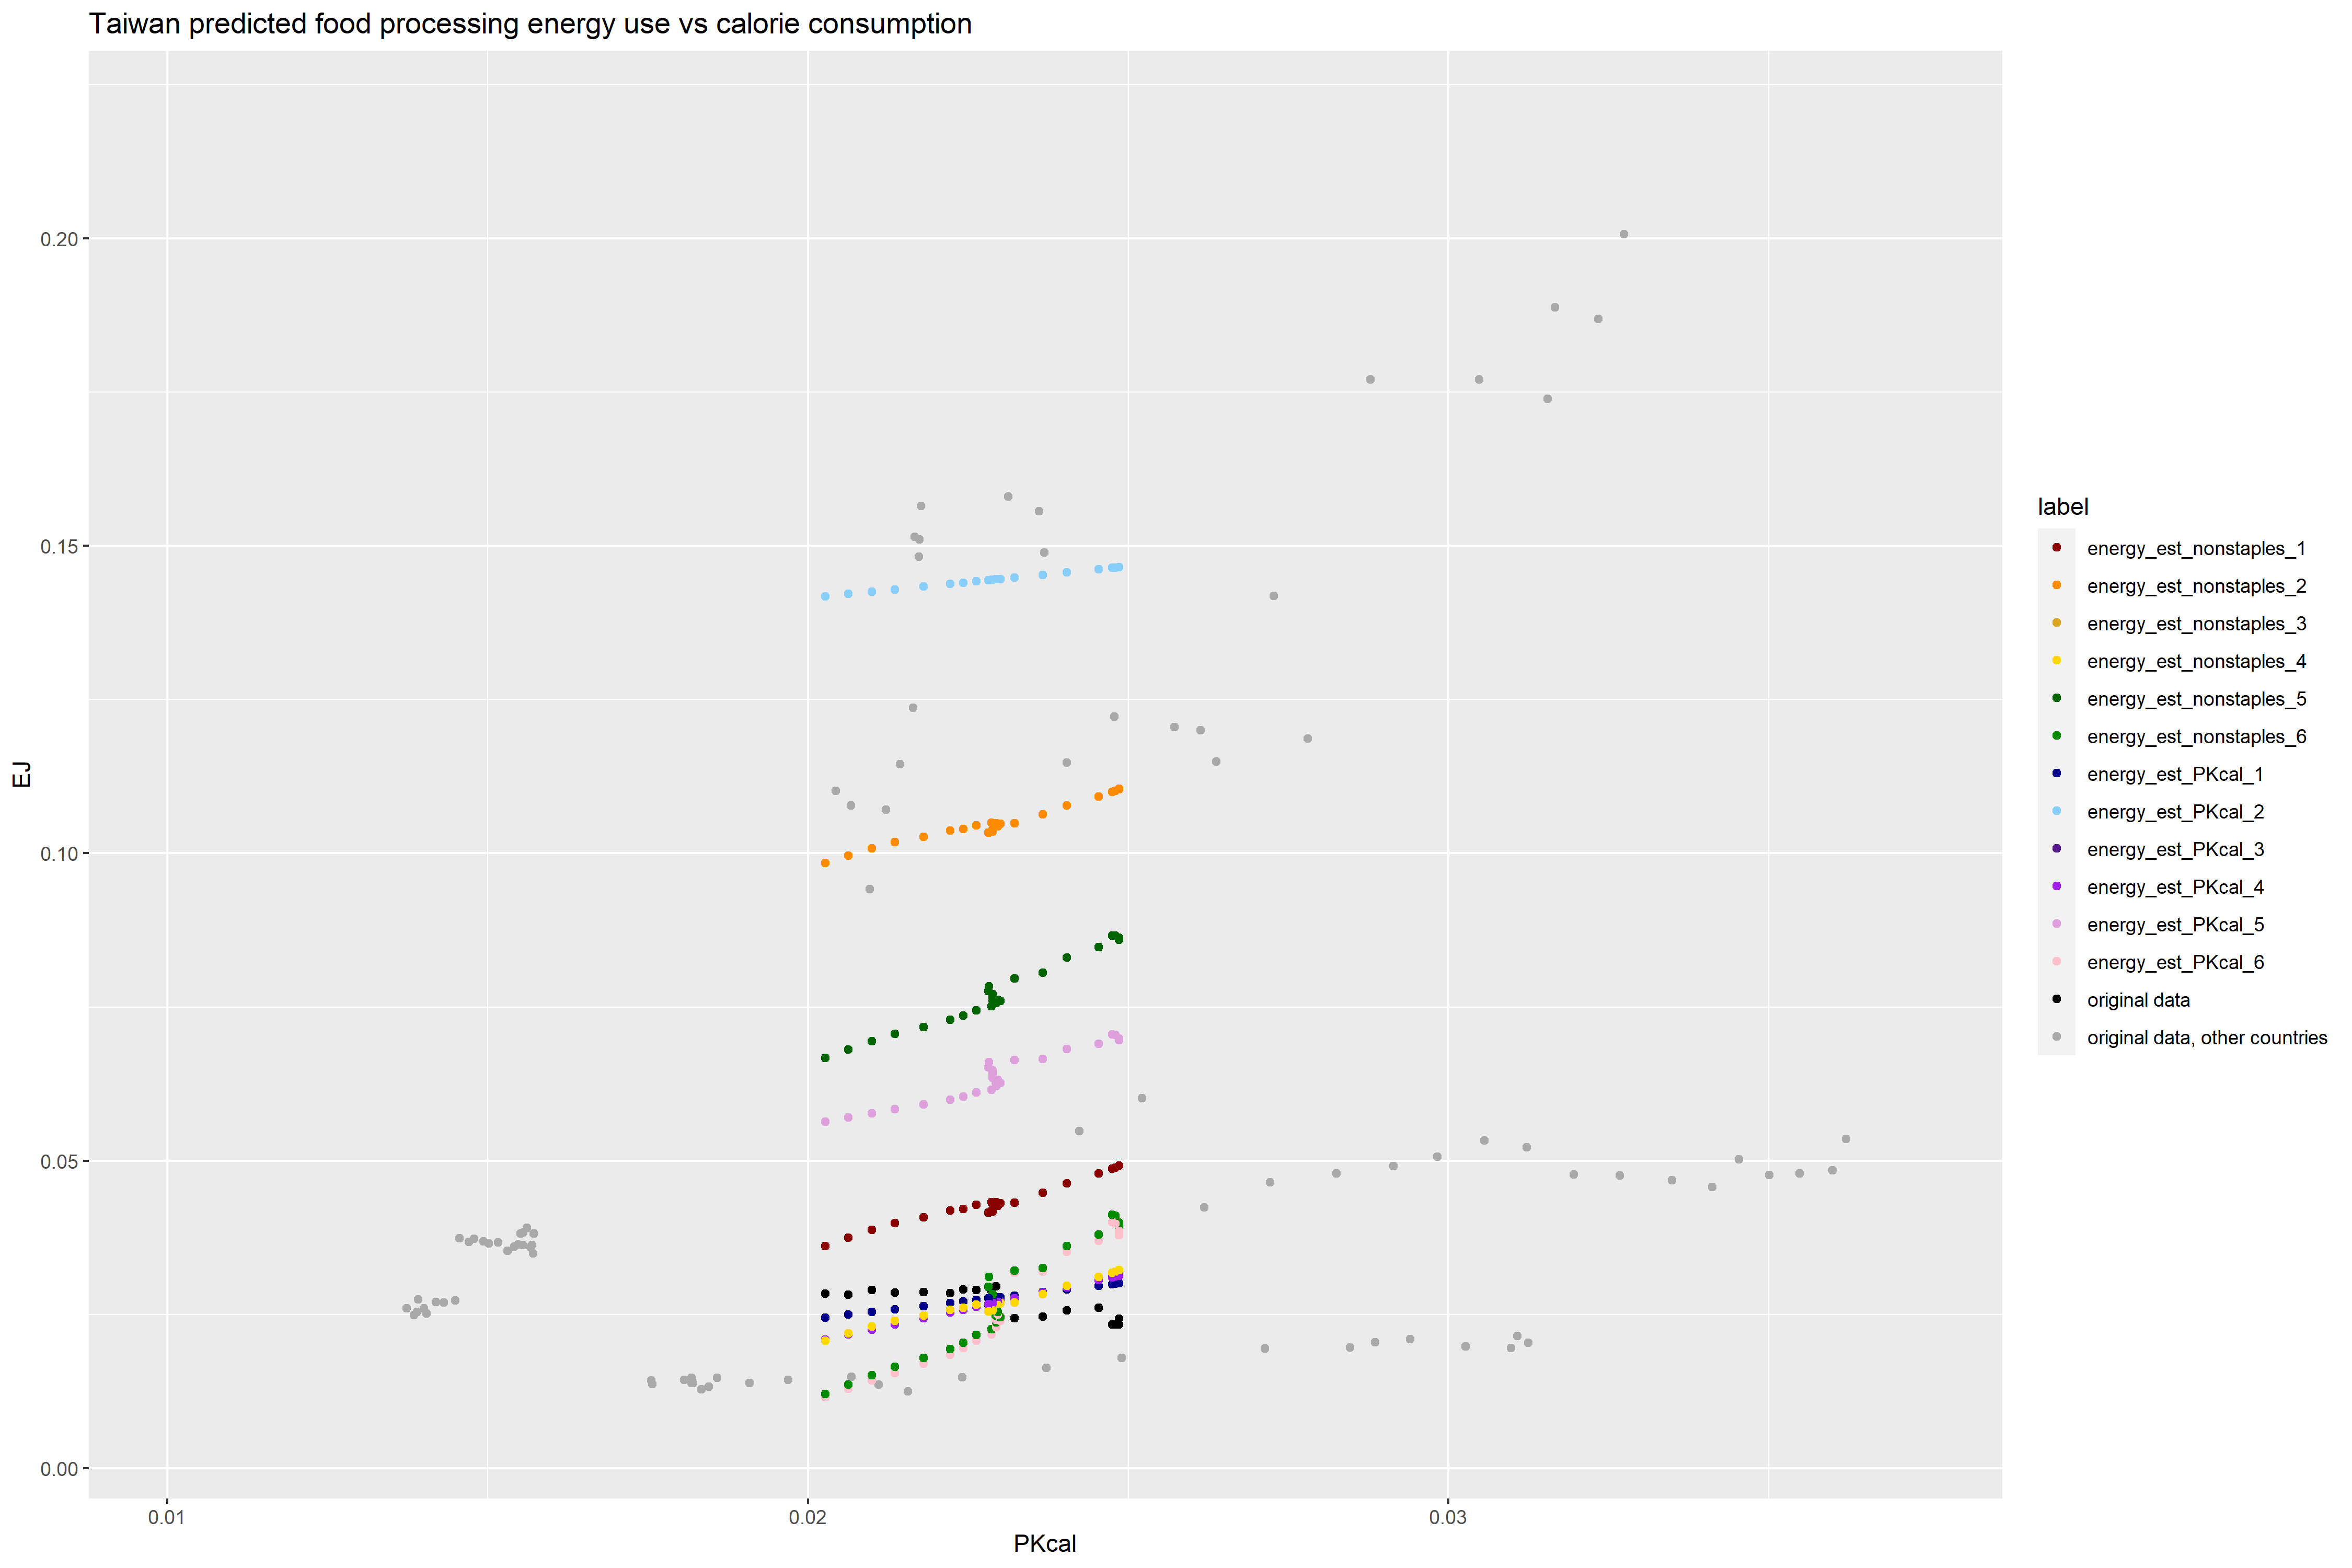 Taiwan predicted food processing energy use vs calorie consumption
0.20
0.15
0.10
0.05
0.00
EJ
0.01
0.02
0.03
PKcal
label
energy_est_nonstaples_1
energy_est_nonstaples_2
energy_est_nonstaples_3
energy_est_nonstaples_4
energy_est_nonstaples_5
energy_est_nonstaples_6
energy_est_PKcal_1
energy_est_PKcal_2
energy_est_PKcal_3
energy_est_PKcal_4
energy_est_PKcal_5
energy_est_PKcal_6
original data
original data, other countries